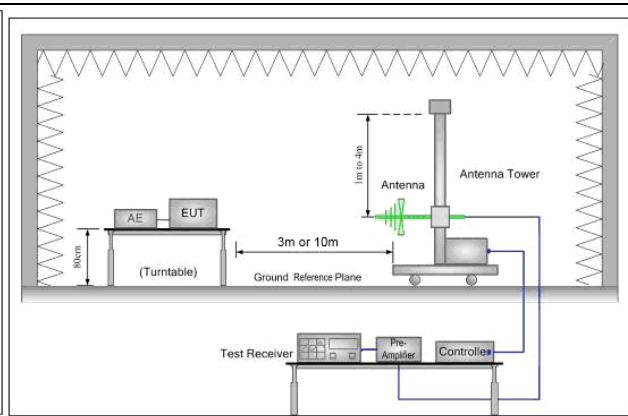 1m to 4m
Antenna
Antenna Tower
AE
EUT
80cm
3m or 10m
(Turntable)
Ground Reference Plane
Test Receiver
Pre-
Amplifier
Controlle